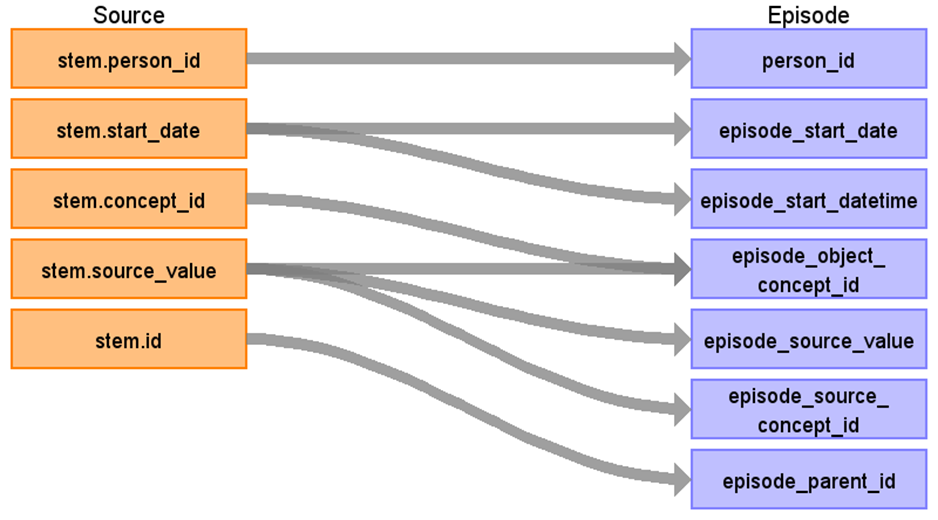 Source
Episode
stem.person_id
person_id
stem.start_date
episode_start_date
stem.concept_id
episode_start_datetime
stem.source_value
episode_object_
concept_id
stem.id
episode_source_value
episode_source_
concept_id
episode_parent_id